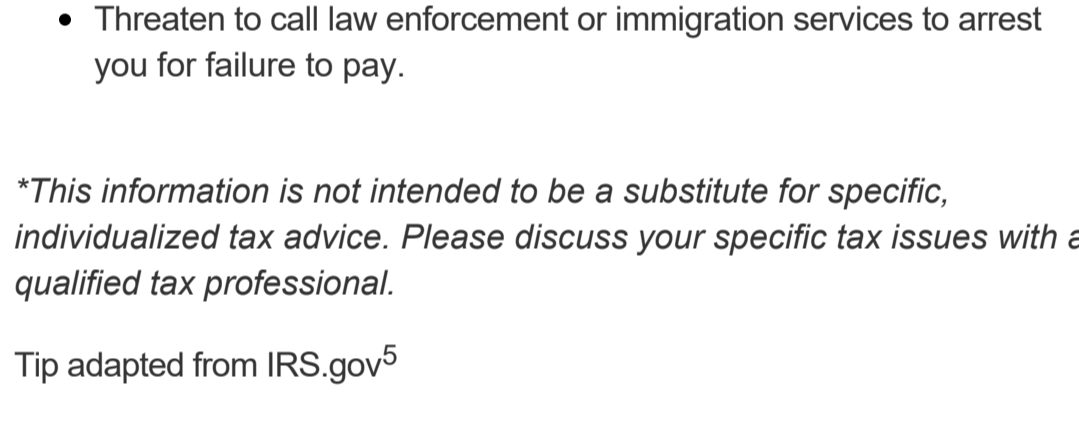 • Threaten to call law enforcement or immigration services to arrest
you for failure to pay.
*This information is not intended to be a substitute for specific,
individualized tax advice. Please discuss your specific tax issues with a
qualified tax professional.
Tip adapted from IRS.gov5